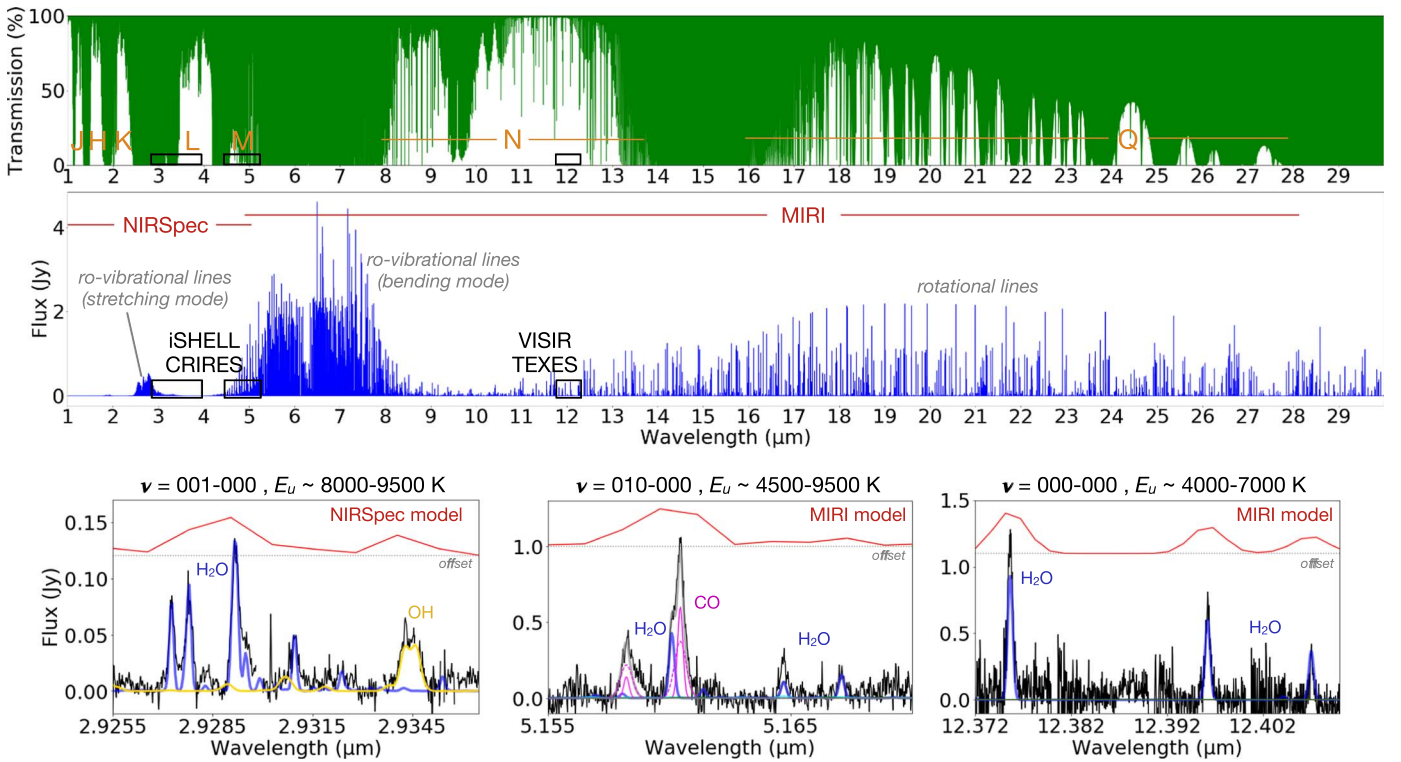 Transmission (%)
100
50
0
J H K L M N Q
1 2 3 4 5 6 7 8 9 10 11 12 13 14 15 16 17 18 19 20 21 22 23 24 25 26 27 28 29
Flux (Jy)
4
2
0
NIRSpec
MIRI
ro-vibrational lines
(stretching mode)
ro-vibrational lines
(bending mode)
rotational lines
iSHELL
CRIRES
VISIR
TEXES
1 2 3 4 5 6 7 8 9 10 11 12 13 14 15 16 17 18 19 20 21 22 23 24 25 26 27 28 29
Wavelength (μm)
ν = 001-000 , Eu ~ 8000-9500 K
NIRSpec model
offset
H₂O
OH
Flux (Jy)
0.15
0.10
0.05
0.00
2.9255 2.9285 2.9315 2.9345
Wavelength (μm)
ν = 010-000 , Eu ~ 4500-9500 K
MIRI model
offset
CO
H₂O
H₂O
1.0
0.5
0.0
5.155 5.165
Wavelength (μm)
ν = 000-000 , Eu ~ 4000-7000 K
MIRI model
offset
H₂O
H₂O
1.5
1.0
0.5
0.0
12.372 12.382 12.392 12.402
Wavelength (μm)